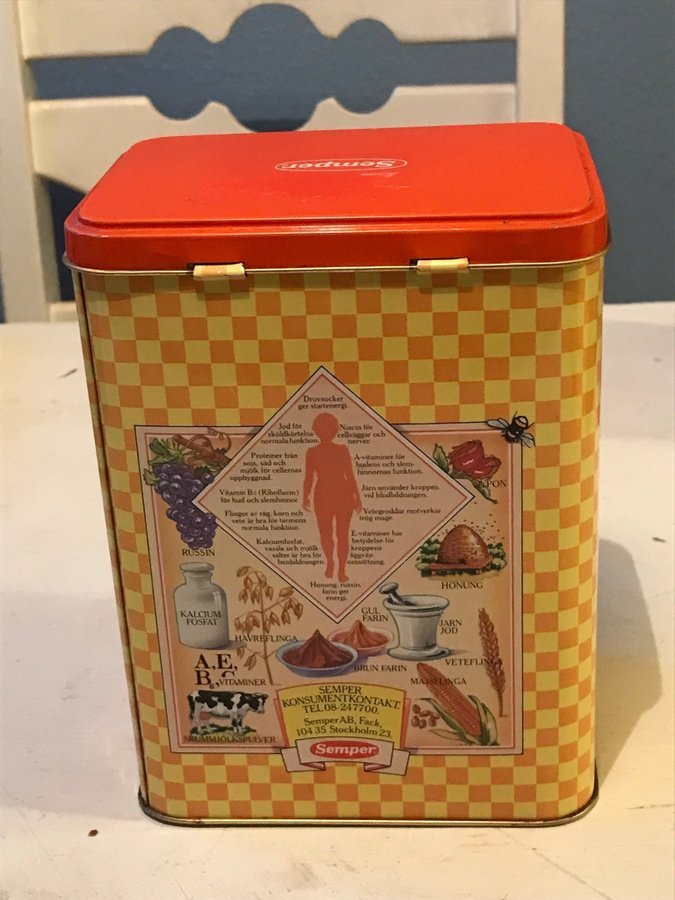 Semper
Druvsocker
ger startenergi.
Jod för
sköldkörtelns
normala funktion.
Niacin för
cellväggar och
nerver.
Proteiner från
soja, säd och
mjölk för cellernas
uppbyggnad.
A-vitaminer för
hudens och slem-
hinnornas funktion.
Vitamin B2 (Riboflavin)
för hud och slemhinnor.
Järn använder kroppen
vid blodbildningen.
Flingor av råg, korn och
vete är bra för tarmens
normala funktion.
Vetegroddar motverkar
trög mage.
Kalciumfosfat,
vassla och mjölk-
salter är bra för
benbildningen.
E-vitaminer har
betydelse för
kroppens
äggvite-
omsättning.
Honung, russin,
farin ger
energi.
RUSSIN
NYPON
HONUNG
KALCIUM-
FOSFAT
HAVREFLINGA
GUL
FARIN
JÄRN
JOD
BRUN FARIN
VETEFLINGA
MAJSFLINGA
A, E,
VITAMINER
SKUMMJÖLKSPULVER
SEMPER
KONSUMENTKONTAKT.
TEL 08-247700.
Semper AB, Fack,
104 35 Stockholm 23.
Semper